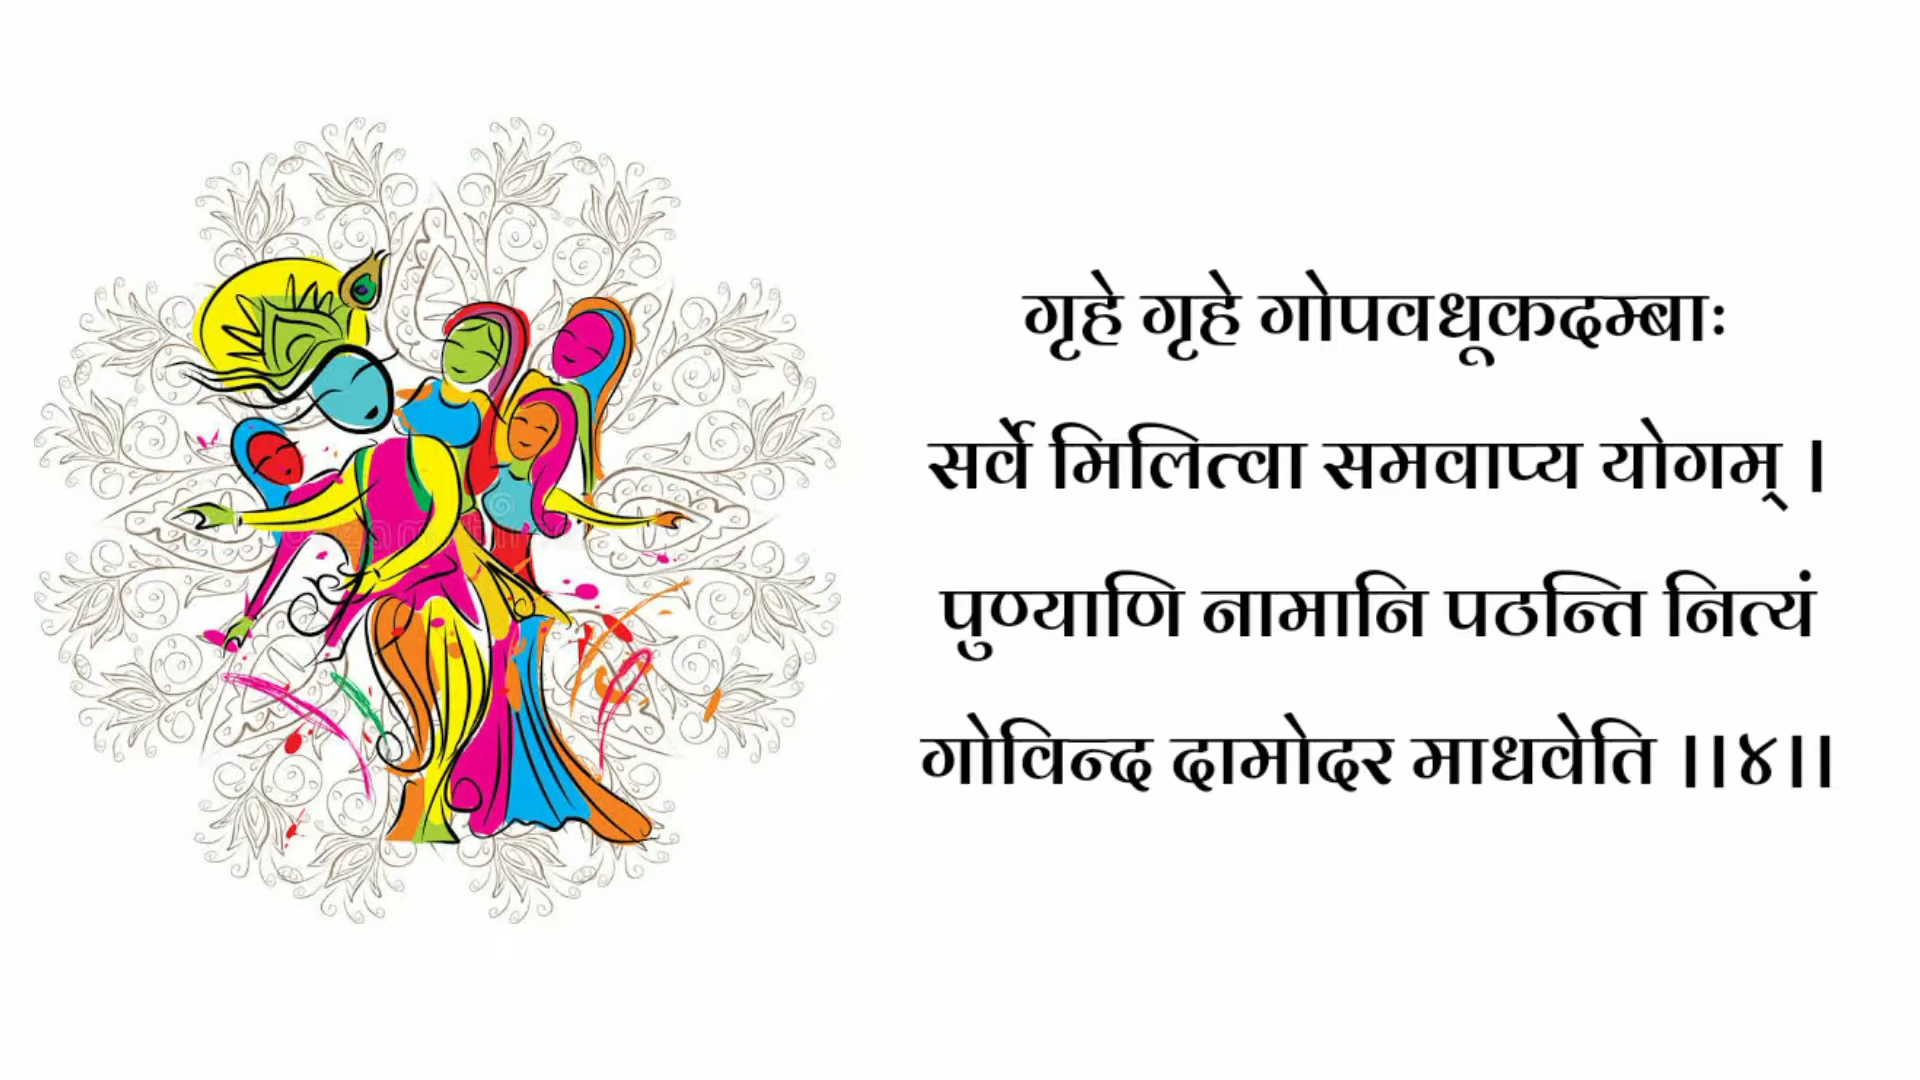 गृहे गृहे गोपवधूकदम्बाः
सर्वे मिलित्वा समवाप्य योगम् ।
पुण्याणि नामानि पठन्ति नित्यं
गोविन्द दामोदर माधवेति ।।४।।